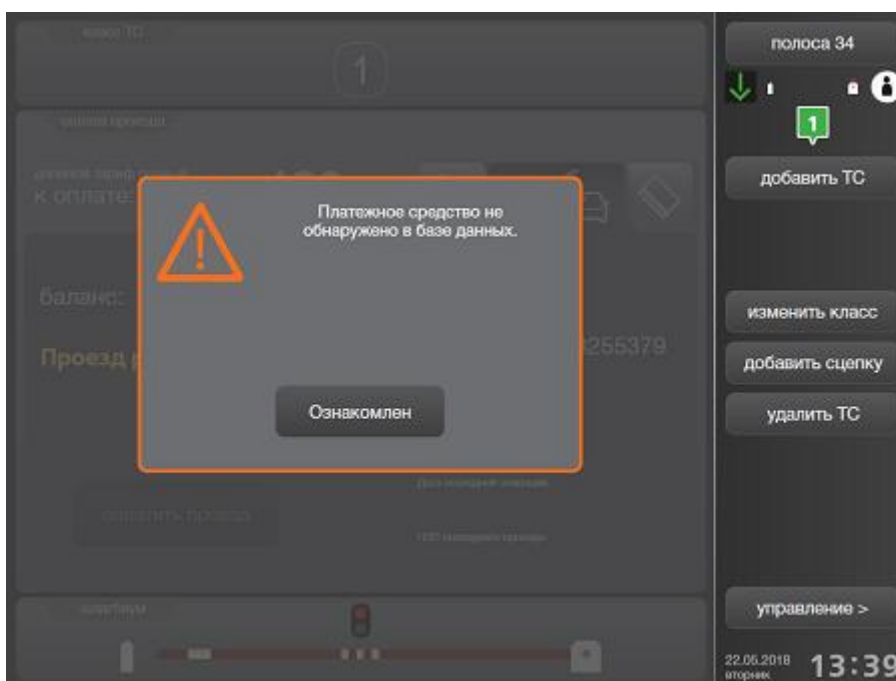 класс ТС
полоса 34
1
1
добавить ТС
к оплате:
Платежное средство не
обнаружено в базе данных.
изменить класс
баланс:
добавить сцепку
Проезд р
255379
удалить ТС
Ознакомлен
оплатить проезд
управление >
22.05.2018
вторник
13:39